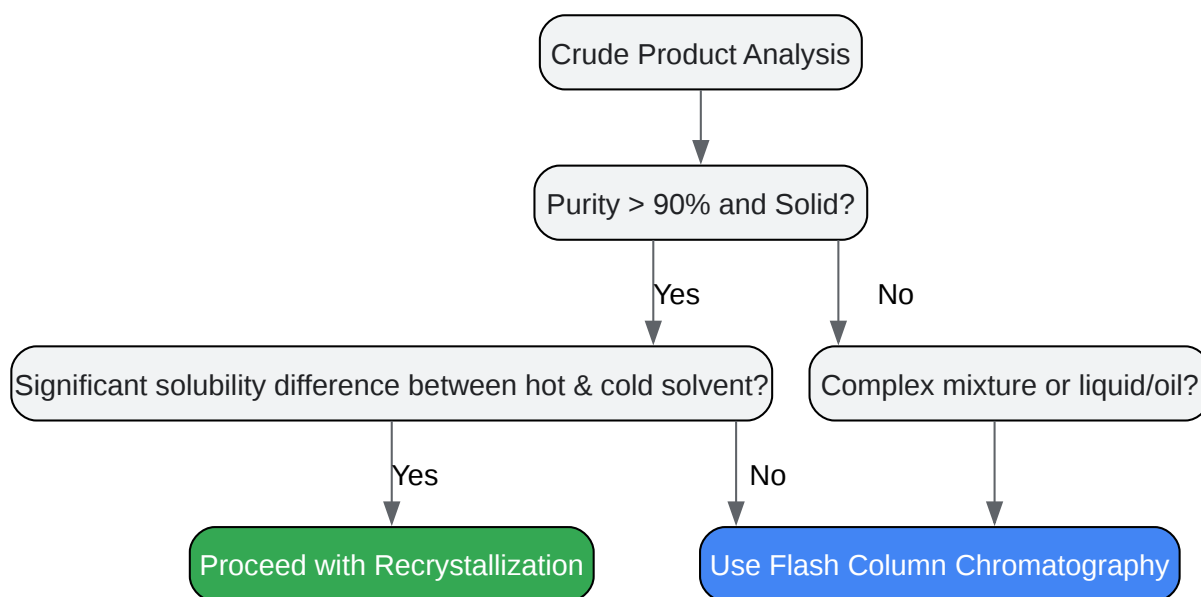 Crude Product Analysis
Purity > 90% and Solid?
Yes
No
Significant solubility difference between hot & cold solvent?
Complex mixture or liquid/oil?
Yes
No
Proceed with Recrystallization
Use Flash Column Chromatography